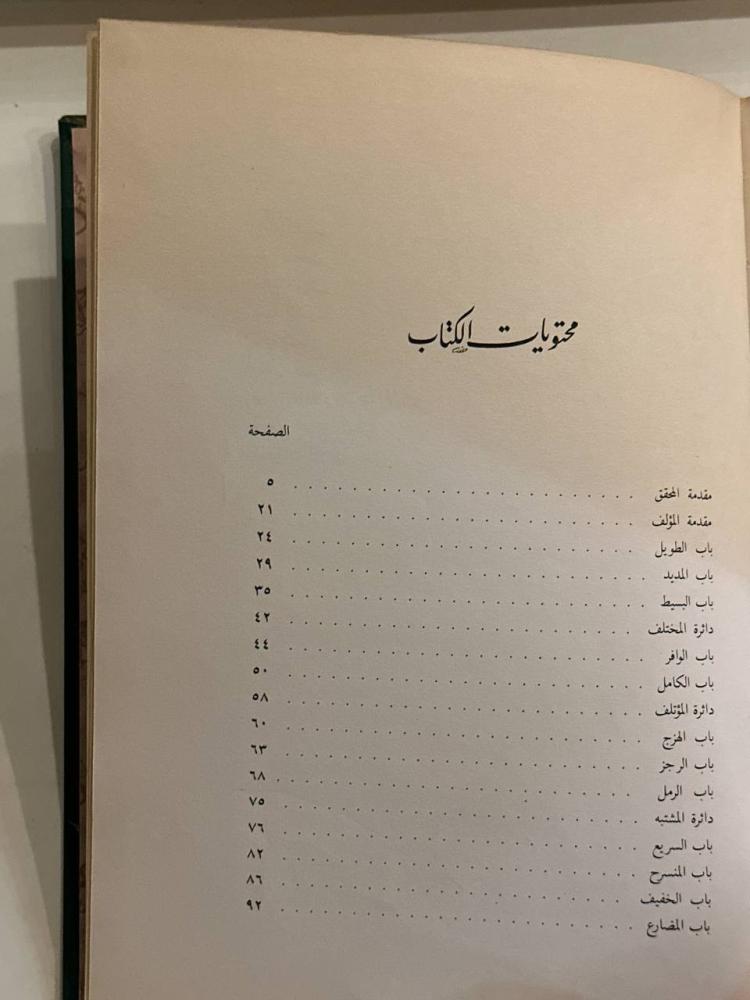 محتويات الكتاب
الصفحة
مقدمة المحقق . . . . . . . . . . . . . . . . . . . . . . . . ٥
مقدمة المؤلف . . . . . . . . . . . . . . . . . . . . . . . . ٢١
باب الطويل . . . . . . . . . . . . . . . . . . . . . . . . ٢٤
باب المديد . . . . . . . . . . . . . . . . . . . . . . . . ٢٩
باب البسيط . . . . . . . . . . . . . . . . . . . . . . . . ٣٥
دائرة المختلف . . . . . . . . . . . . . . . . . . . . . . . . ٤٢
باب الوافر . . . . . . . . . . . . . . . . . . . . . . . . ٤٤
باب الكامل . . . . . . . . . . . . . . . . . . . . . . . . ٥٠
دائرة المؤتلف . . . . . . . . . . . . . . . . . . . . . . . . ٥٨
باب الهزج . . . . . . . . . . . . . . . . . . . . . . . . ٦٠
باب الرجز . . . . . . . . . . . . . . . . . . . . . . . . ٦٣
باب الرمل . . . . . . . . . . . . . . . . . . . . . . . . ٦٨
دائرة المشتبه . . . . . . . . . . . . . . . . . . . . . . . . ٧٥
باب السريع . . . . . . . . . . . . . . . . . . . . . . . . ٧٦
باب المنسرح . . . . . . . . . . . . . . . . . . . . . . . . ٨٢
باب الخفيف . . . . . . . . . . . . . . . . . . . . . . . . ٨٦
باب المضارع . . . . . . . . . . . . . . . . . . . . . . . . ٩٢